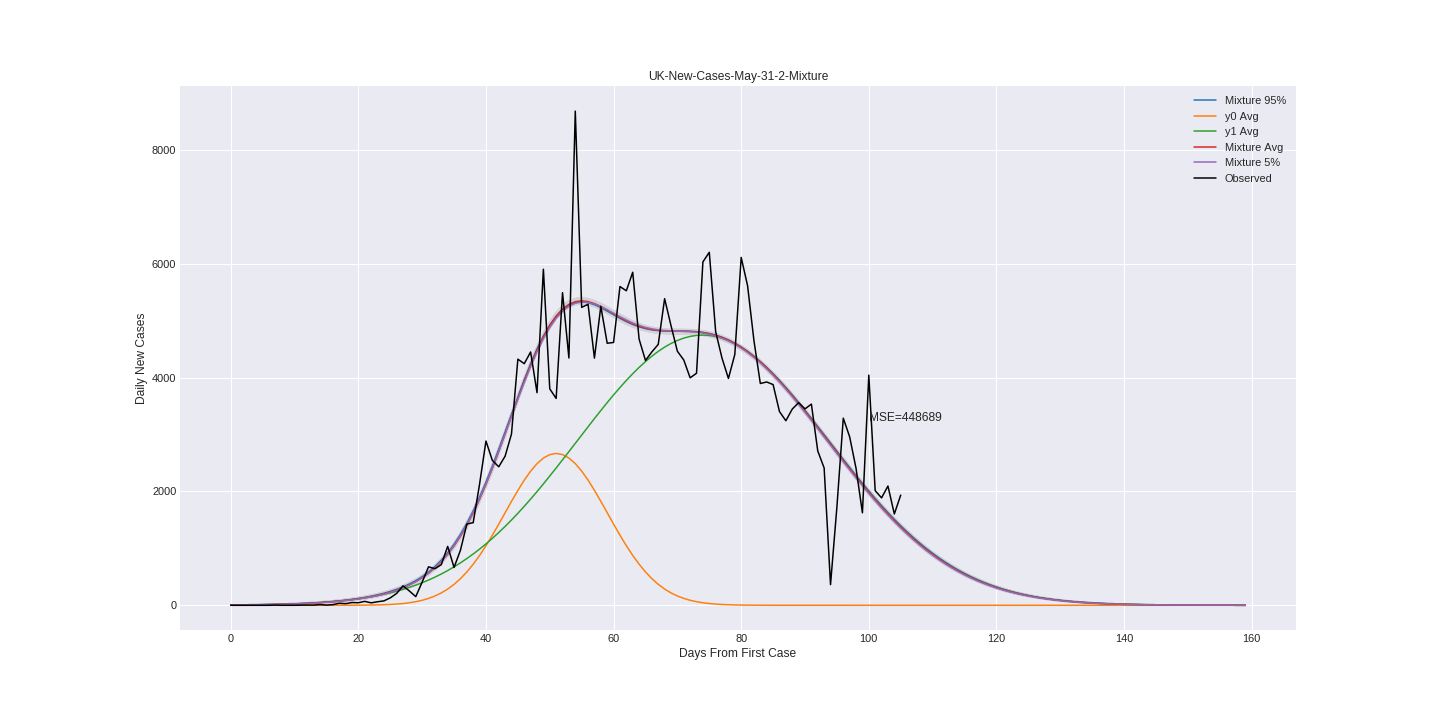 UK-New-Cases-May-31-2-Mixture
Mixture 95%
y0 Avg
y1 Avg
Mixture Avg
Mixture 5%
Observed
8000
6000
4000
2000
0
Daily New Cases
MSE=448689
0 20 40 60 80 100 120 140 160
Days From First Case